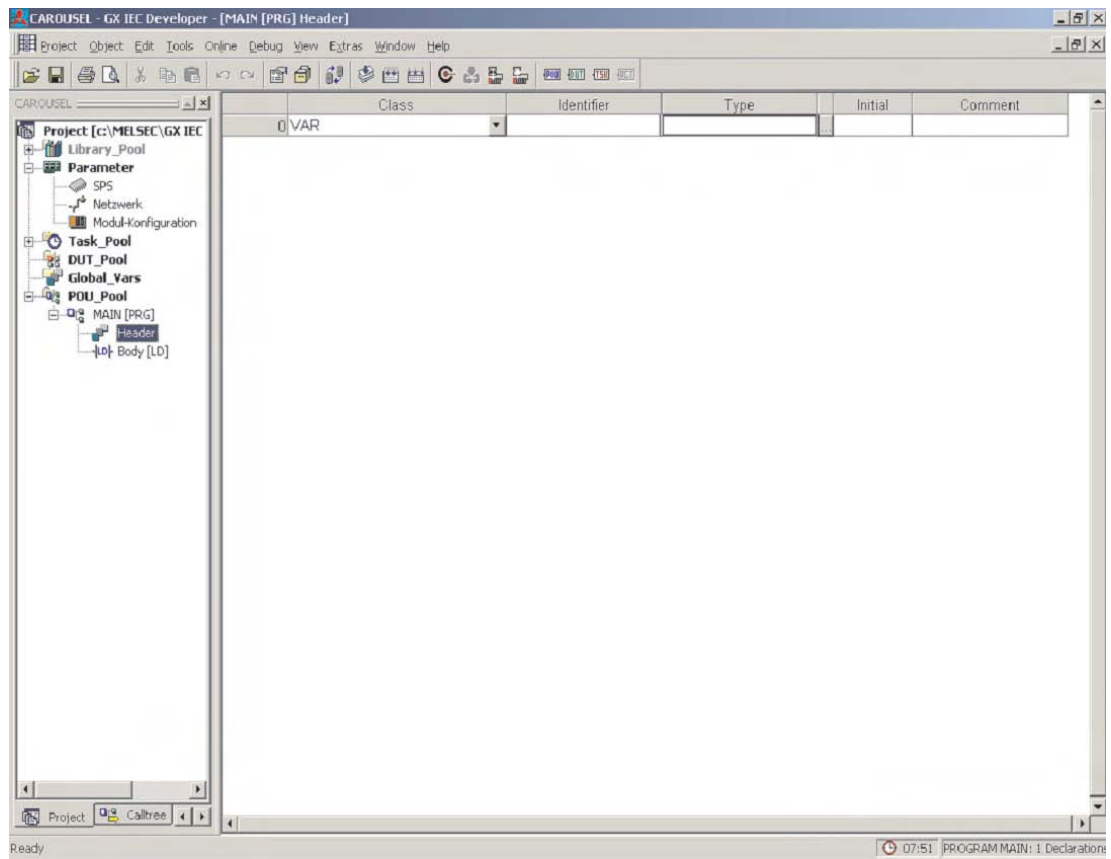 CAROUSEL - GX IEC Developer - [MAIN [PRG] Header]
Project Object Edit Tools Online Debug View Extras Window Help
CAROUSEL
Project [c:\MELSEC\GX IEC
Library_Pool
Parameter
SPS
Netzwerk
Modul-Konfiguration
Task_Pool
DUT_Pool
Global_Vars
POU_Pool
MAIN [PRG]
Header
Body [LD]
Class Identifier Type Initial Comment
0 VAR
Project Calltree
Ready 07:51 PROGRAM MAIN: 1 Declarations